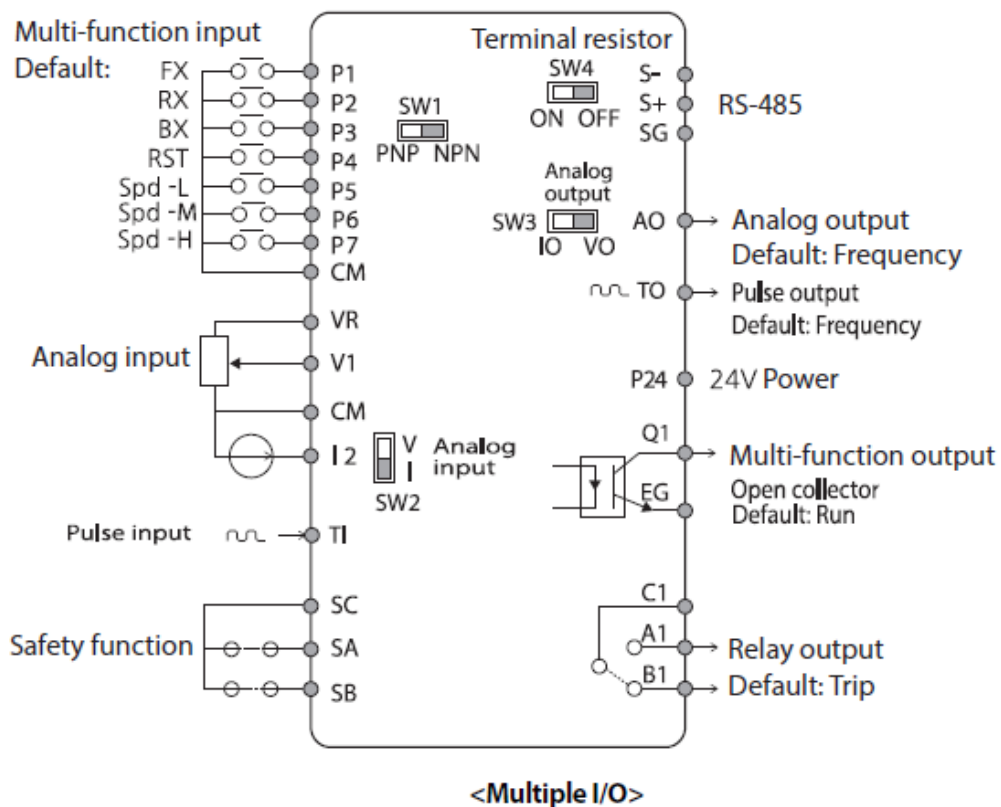 Multi-function input
Default:
FX
P1
RX
P2
BX
P3
RST
P4
Spd -L
P5
Spd -M
P6
Spd -H
P7
CM
SW1
PNP NPN
Terminal resistor
SW4
ON OFF
S-
S+
SG
RS-485
Analog
output
SW3
IO VO
AO
Analog output
Default: Frequency
TO
Pulse output
Default: Frequency
Analog input
VR
V1
CM
I2
V
I
Analog
input
SW2
P24
24V Power
Q1
EG
Multi-function output
Open collector
Default: Run
Pulse input
TI
Safety function
SC
SA
SB
C1
A1
B1
Relay output
Default: Trip
<Multiple I/O>